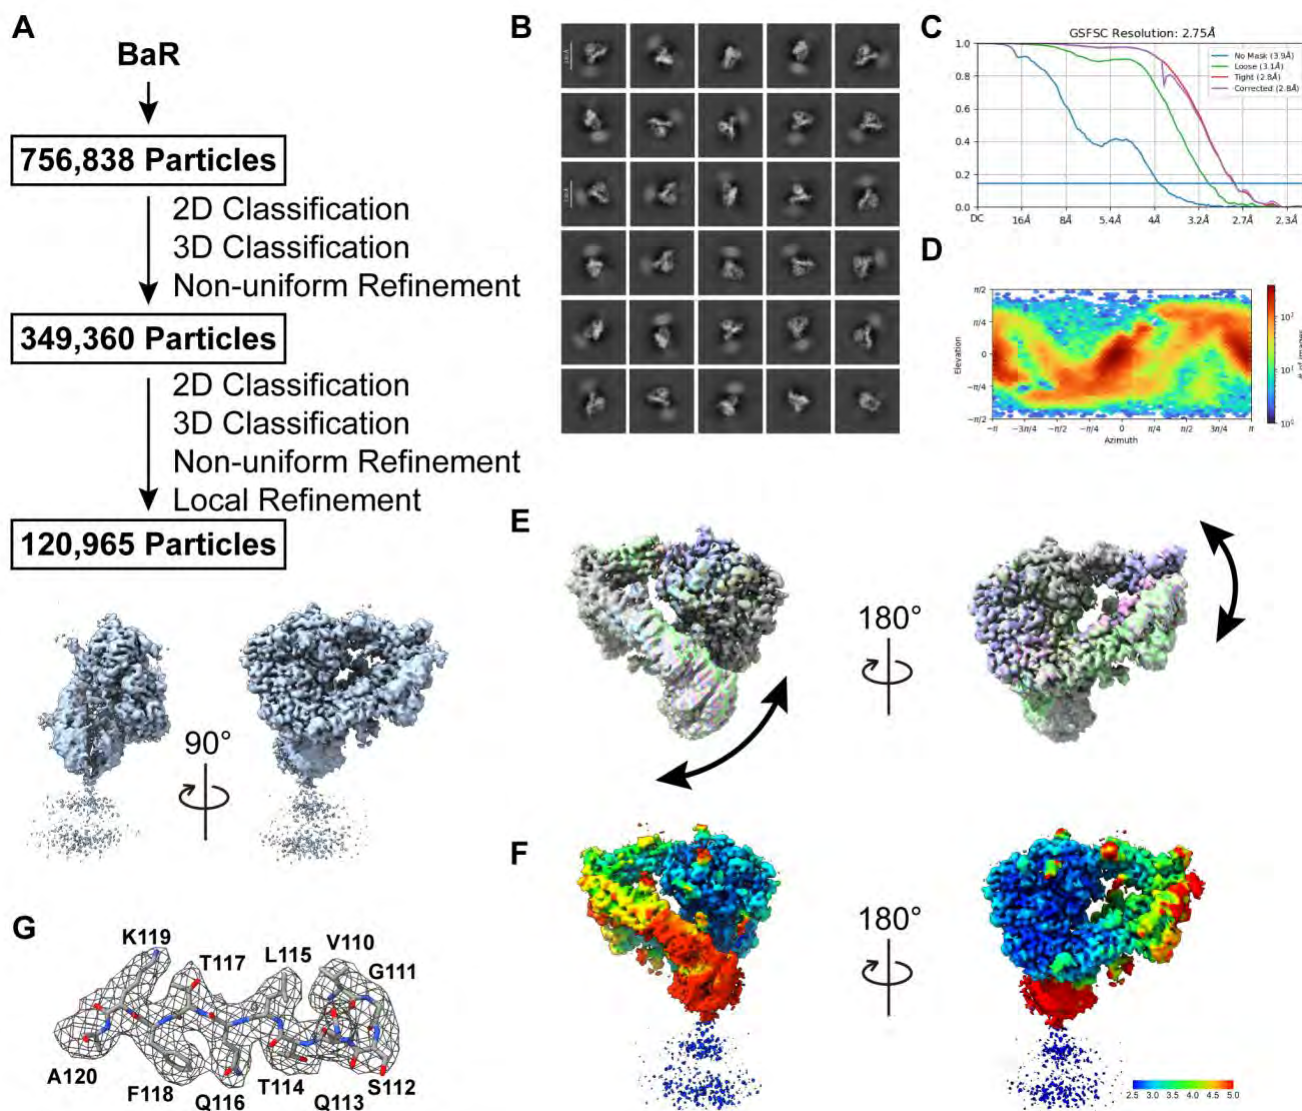 A
BaR
756,838 Particles
2D Classification
3D Classification
Non-uniform Refinement
349,360 Particles
2D Classification
3D Classification
Non-uniform Refinement
Local Refinement
120,965 Particles
90°
B
C
GSFSC Resolution: 2.75Å
No Mask (3.9Å)
Loose (3.1Å)
Tight (2.8Å)
Corrected (2.8Å)
1.0
0.8
0.6
0.4
0.2
0.0
DC 16Å 8Å 5.4Å 4Å 3.2Å 2.7Å 2.3Å
D
π/2
π/4
0
−π/4
−π/2
Elevation
−π −3π/4 −π/2 −π/4 0 π/4 π/2 3π/4 π
Azimuth
10²
10¹
10⁰
# of images
E
180°
F
180°
2.5 3.0 3.5 4.0 4.5 5.0
G
K119
T117
L115
V110
G111
A120
F118
Q116
T114
Q113
S112